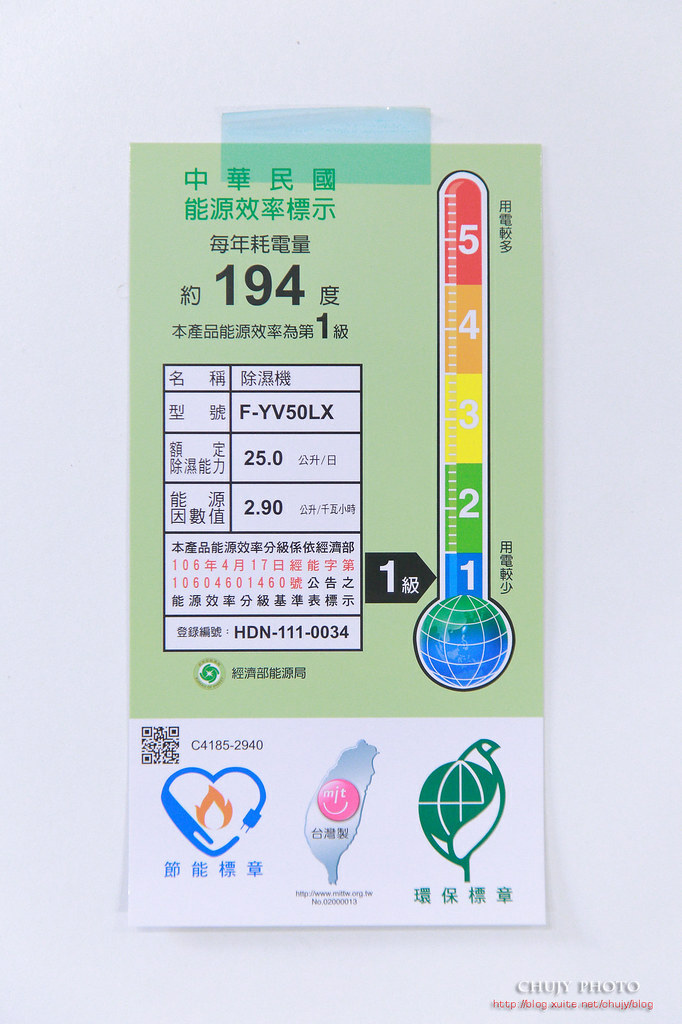 中華民國
能源效率標示
每年耗電量
約 194 度
本產品能源效率為第1級
名稱 除濕機
型號 F-YV50LX
額定
除濕能力 25.0 公升/日
能源
因數值 2.90 公升/千瓦小時
本產品能源效率分級係依經濟部
106年4月17日經能字第
10604601460號公告之
能源效率分級基準表標示
登錄編號：HDN-111-0034
經濟部能源局
用電較多
5
4
3
2
1
用電較少
1級
C4185-2940
節能標章
mit
台灣製
http://www.mittw.org.tw
No.02000013
環保標章
CHUJY PHOTO
http://blog.xuite.net/chujy/blog